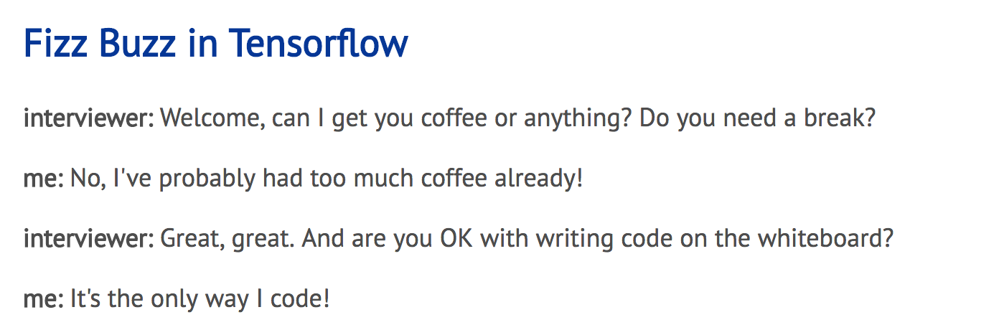 Fizz Buzz in Tensorflow
interviewer: Welcome, can I get you coffee or anything? Do you need a break?
me: No, I've probably had too much coffee already!
interviewer: Great, great. And are you OK with writing code on the whiteboard?
me: It's the only way I code!